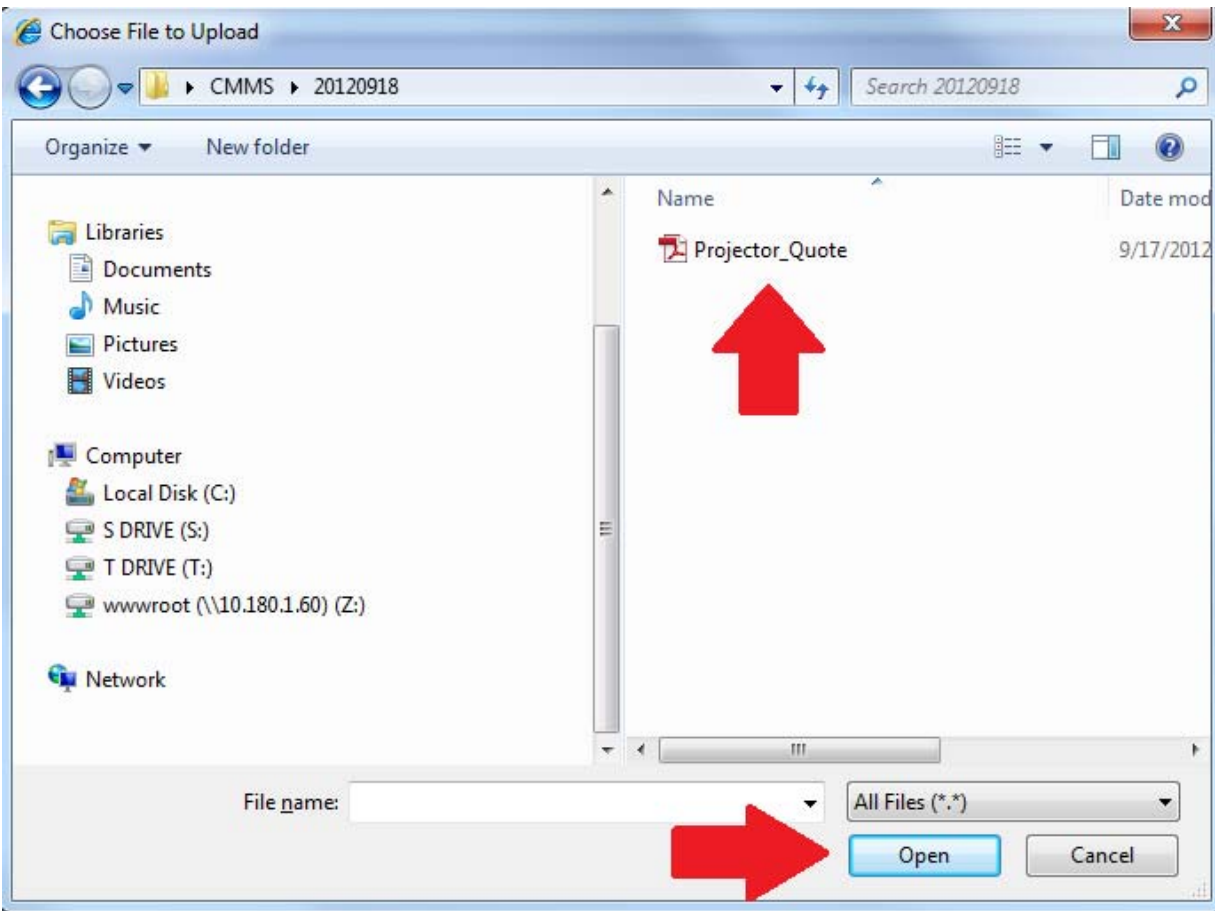 Choose File to Upload
CMMS 20120918
Search 20120918
Organize New folder
Name Date mod
Projector_Quote 9/17/2012
Libraries
Documents
Music
Pictures
Videos
Computer
Local Disk (C:)
S DRIVE (S:)
T DRIVE (T:)
wwwroot (\\10.180.1.60) (Z:)
Network
File name: All Files (*.*)
Open Cancel